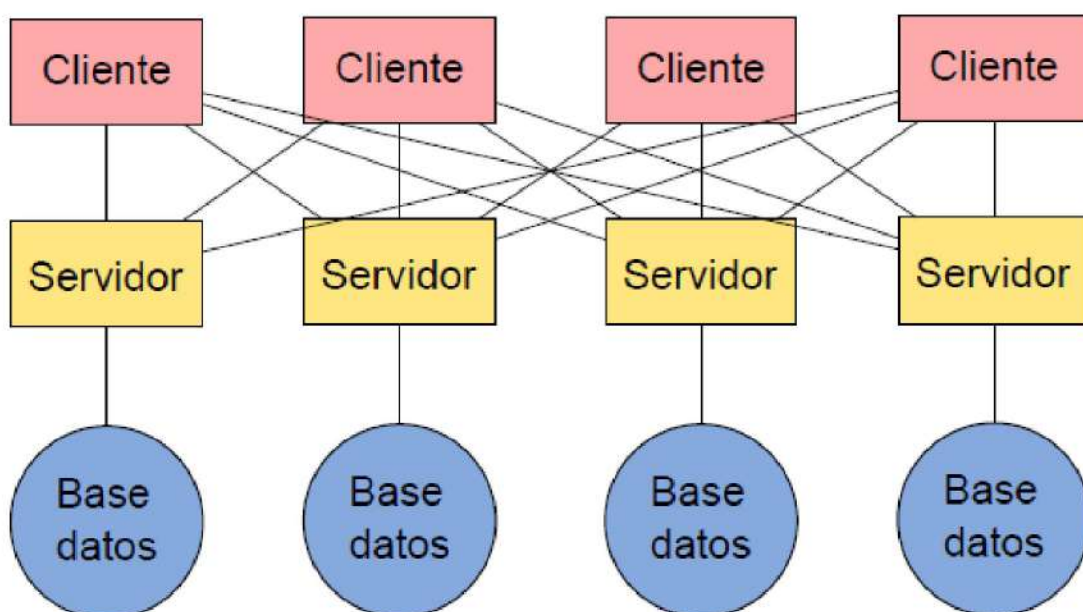 Cliente
Cliente
Cliente
Cliente
Servidor
Servidor
Servidor
Servidor
Base
datos
Base
datos
Base
datos
Base
datos